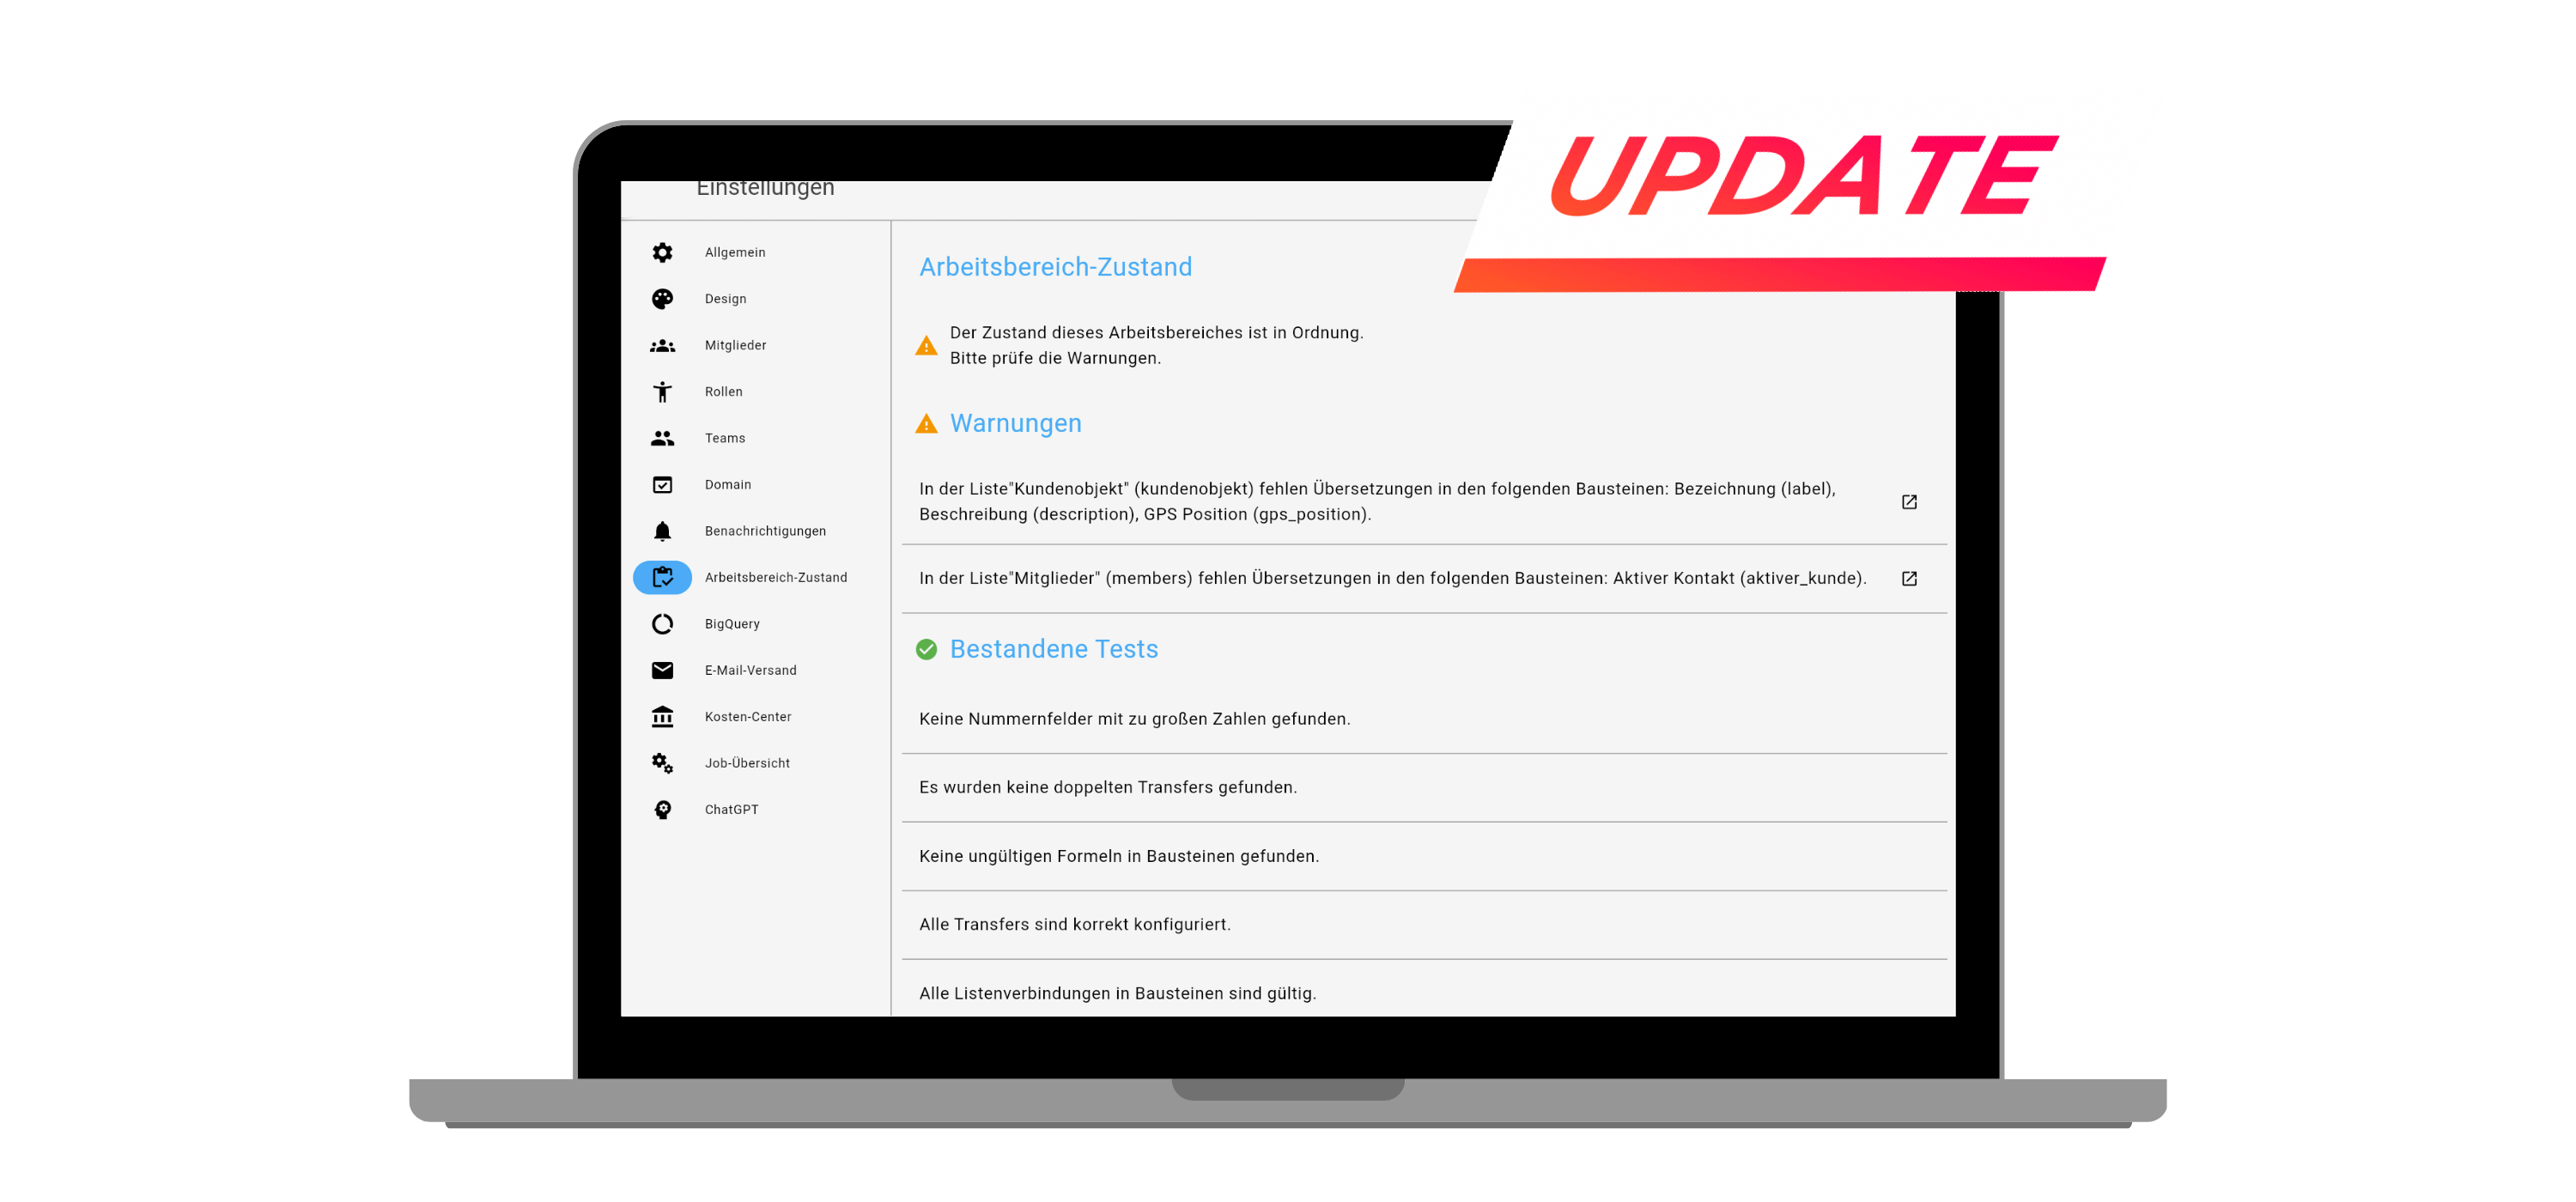 UPDATE
Einstellungen
Allgemein
Design
Mitglieder
Rollen
Teams
Domain
Benachrichtigungen
Arbeitsbereich-Zustand
BigQuery
E-Mail-Versand
Kosten-Center
Job-Übersicht
ChatGPT
Arbeitsbereich-Zustand
Der Zustand dieses Arbeitsbereiches ist in Ordnung.
Bitte prüfe die Warnungen.
Warnungen
In der Liste"Kundenobjekt" (kundenobjekt) fehlen Übersetzungen in den folgenden Bausteinen: Bezeichnung (label),
Beschreibung (description), GPS Position (gps_position).
In der Liste"Mitglieder" (members) fehlen Übersetzungen in den folgenden Bausteinen: Aktiver Kontakt (aktiver_kunde).
Bestandene Tests
Keine Nummernfelder mit zu großen Zahlen gefunden.
Es wurden keine doppelten Transfers gefunden.
Keine ungültigen Formeln in Bausteinen gefunden.
Alle Transfers sind korrekt konfiguriert.
Alle Listenverbindungen in Bausteinen sind gültig.